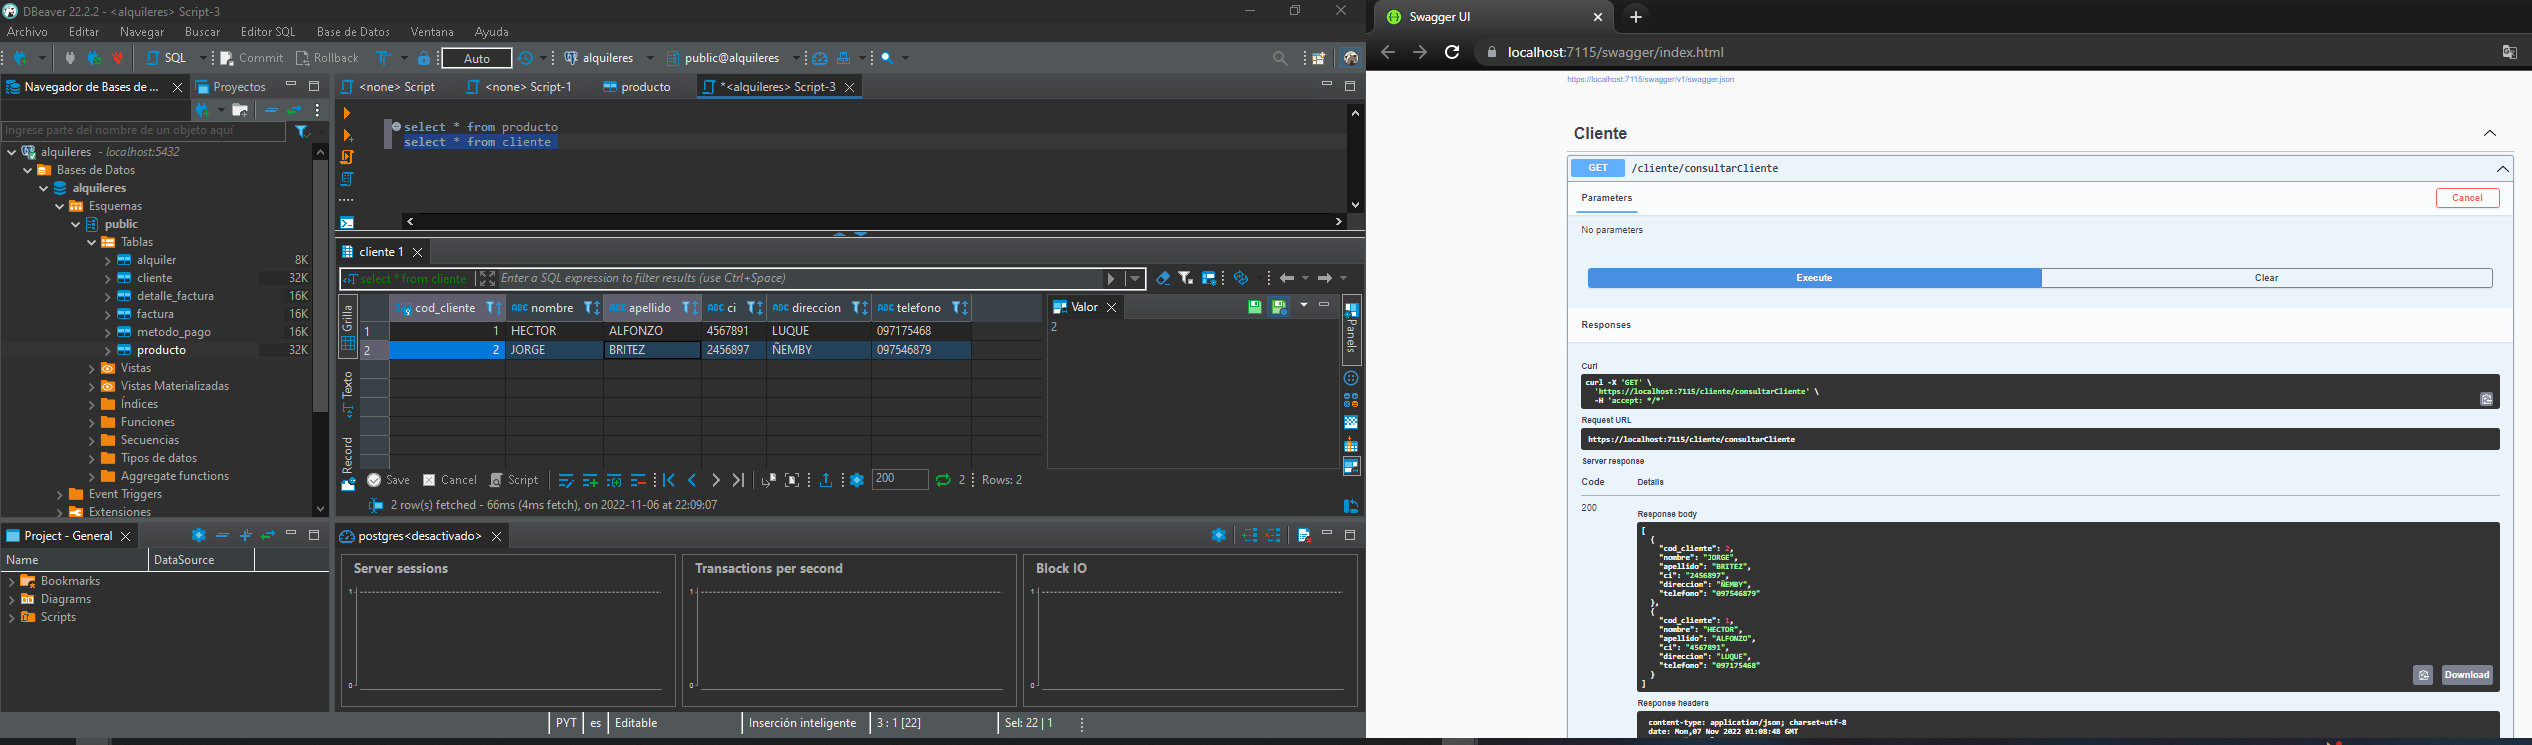 DBeaver 22.2.2 - <alquileres> Script-3
Archivo Editar Navegar Buscar Editor SQL Base de Datos Ventana Ayuda
SQL Commit Rollback Auto alquileres public@alquileres
Navegador de Bases de ... Proyectos
Ingrese parte del nombre de un objeto aquí
alquileres - localhost:5432
Bases de Datos
alquileres
Esquemas
public
Tablas
alquiler 8K
cliente 32K
detalle_factura 16K
factura 16K
metodo_pago 16K
producto 32K
Vistas
Vistas Materializadas
Índices
Funciones
Secuencias
Tipos de datos
Aggregate functions
Event Triggers
Extensiones
Project - General
Name DataSource
Bookmarks
Diagrams
Scripts
<none> Script <none> Script-1 producto *<alquileres> Script-3
select * from producto
select * from cliente
cliente 1
select * from cliente Enter a SQL expression to filter results (use Ctrl+Space)
Grilla
Texto
Record
cod_cliente ABC nombre ABC apellido ABC ci ABC direccion ABC telefono
1 1 HECTOR ALFONZO 4567891 LUQUE 097175468
2 2 JORGE BRITEZ 2456897 ÑEMBY 097546879
Valor
2
Panels
Save Cancel Script 200 2 Rows: 2
2 row(s) fetched - 66ms (4ms fetch), on 2022-11-06 at 22:09:07
postgres<desactivado>
Server sessions
1
0
Transactions per second
1
0
Block IO
1
0
PYT es Editable Inserción inteligente 3 : 1 [22] Sel: 22 | 1
Swagger UI
localhost:7115/swagger/index.html
https://localhost:7115/swagger/v1/swagger.json
Cliente
GET /cliente/consultarCliente
Parameters Cancel
No parameters
Execute Clear
Responses
Curl
curl -X 'GET' \
'https://localhost:7115/cliente/consultarCliente' \
-H 'accept: */*'
Request URL
https://localhost:7115/cliente/consultarCliente
Server response
Code Details
200
Response body
[
{
"cod_cliente": 2,
"nombre": "JORGE",
"apellido": "BRITEZ",
"ci": "2456897",
"direccion": "ÑEMBY",
"telefono": "097546879"
},
{
"cod_cliente": 1,
"nombre": "HECTOR",
"apellido": "ALFONZO",
"ci": "4567891",
"direccion": "LUQUE",
"telefono": "097175468"
}
]
Download
Response headers
content-type: application/json; charset=utf-8
date: Mon,07 Nov 2022 01:08:48 GMT